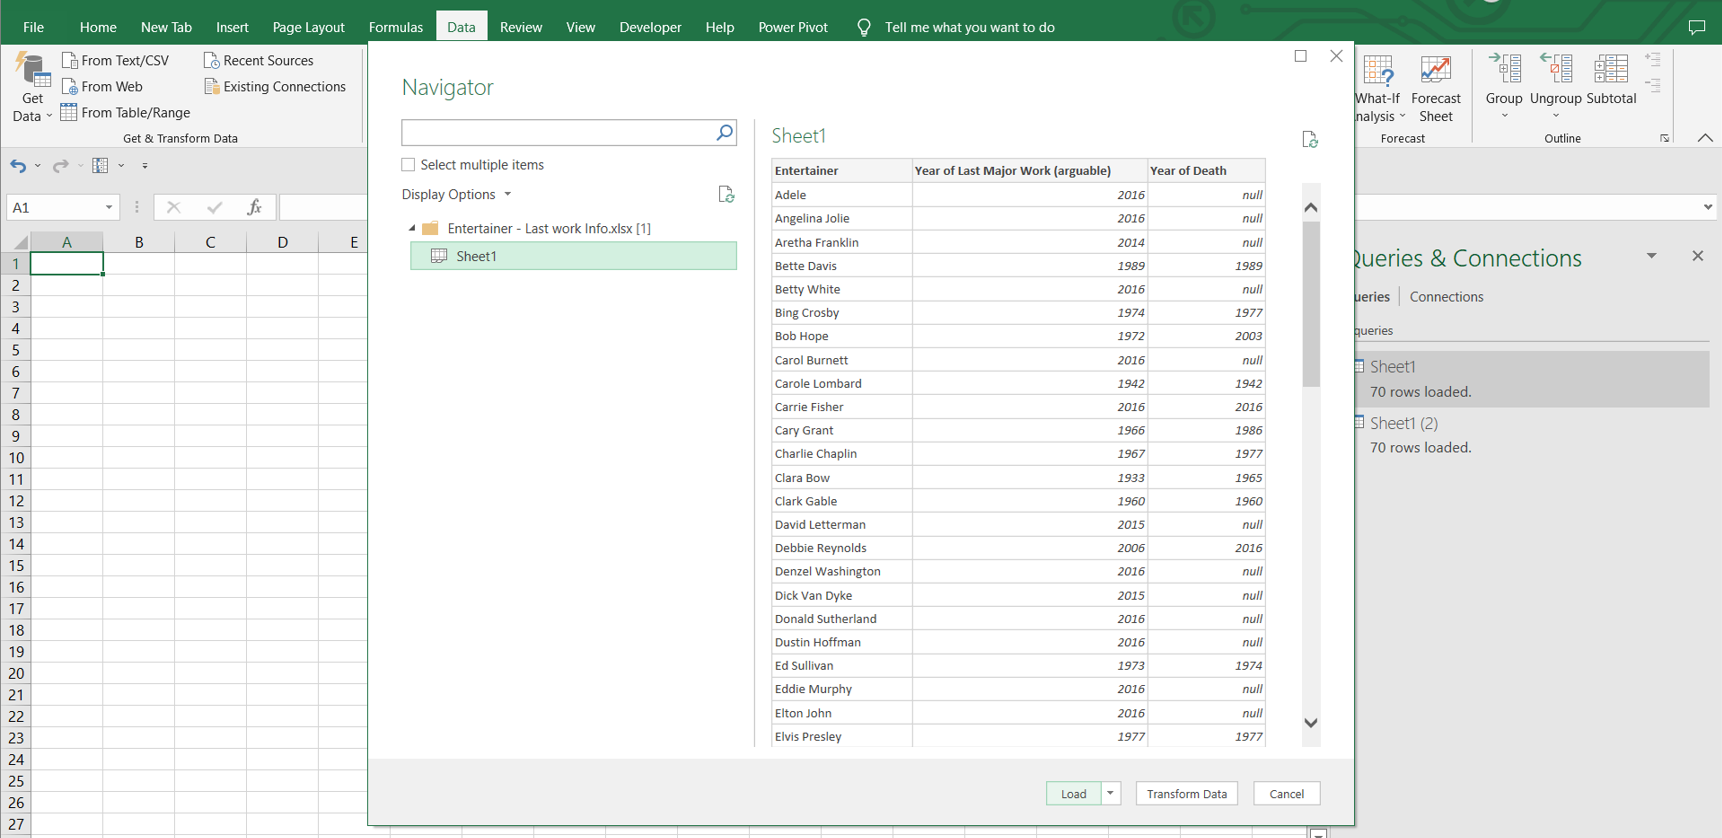 File Home New Tab Insert Page Layout Formulas Data Review View Developer Help Power Pivot Tell me what you want to do
From Text/CSV Recent Sources
From Web Existing Connections
From Table/Range
Get
Data
Get & Transform Data
What-If
nalysis
Forecast
Sheet
Forecast
Group Ungroup Subtotal
Outline
A1
fx
A B C D E
1
2
3
4
5
6
7
8
9
10
11
12
13
14
15
16
17
18
19
20
21
22
23
24
25
26
27
Navigator
Select multiple items
Display Options
Entertainer - Last work Info.xlsx [1]
Sheet1
Sheet1
Entertainer Year of Last Major Work (arguable) Year of Death
Adele 2016 null
Angelina Jolie 2016 null
Aretha Franklin 2014 null
Bette Davis 1989 1989
Betty White 2016 null
Bing Crosby 1974 1977
Bob Hope 1972 2003
Carol Burnett 2016 null
Carole Lombard 1942 1942
Carrie Fisher 2016 2016
Cary Grant 1966 1986
Charlie Chaplin 1967 1977
Clara Bow 1933 1965
Clark Gable 1960 1960
David Letterman 2015 null
Debbie Reynolds 2006 2016
Denzel Washington 2016 null
Dick Van Dyke 2015 null
Donald Sutherland 2016 null
Dustin Hoffman 2016 null
Ed Sullivan 1973 1974
Eddie Murphy 2016 null
Elton John 2016 null
Elvis Presley 1977 1977
Load Transform Data Cancel
Queries & Connections
ueries Connections
queries
Sheet1
70 rows loaded.
Sheet1 (2)
70 rows loaded.